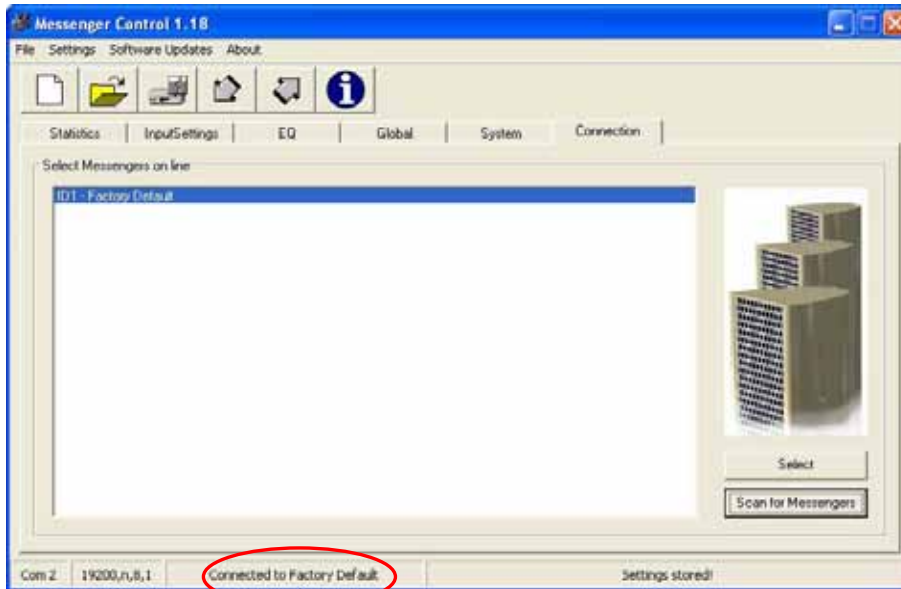 Messenger Control 1.18
File Settings Software Updates About
i
Statistics InputSettings EQ Global System Connection
Select Messengers on line
ID1 - Factory Default
Select
Scan for Messengers
Com 2 19200,n,8,1 Connected to Factory Default Settings stored!